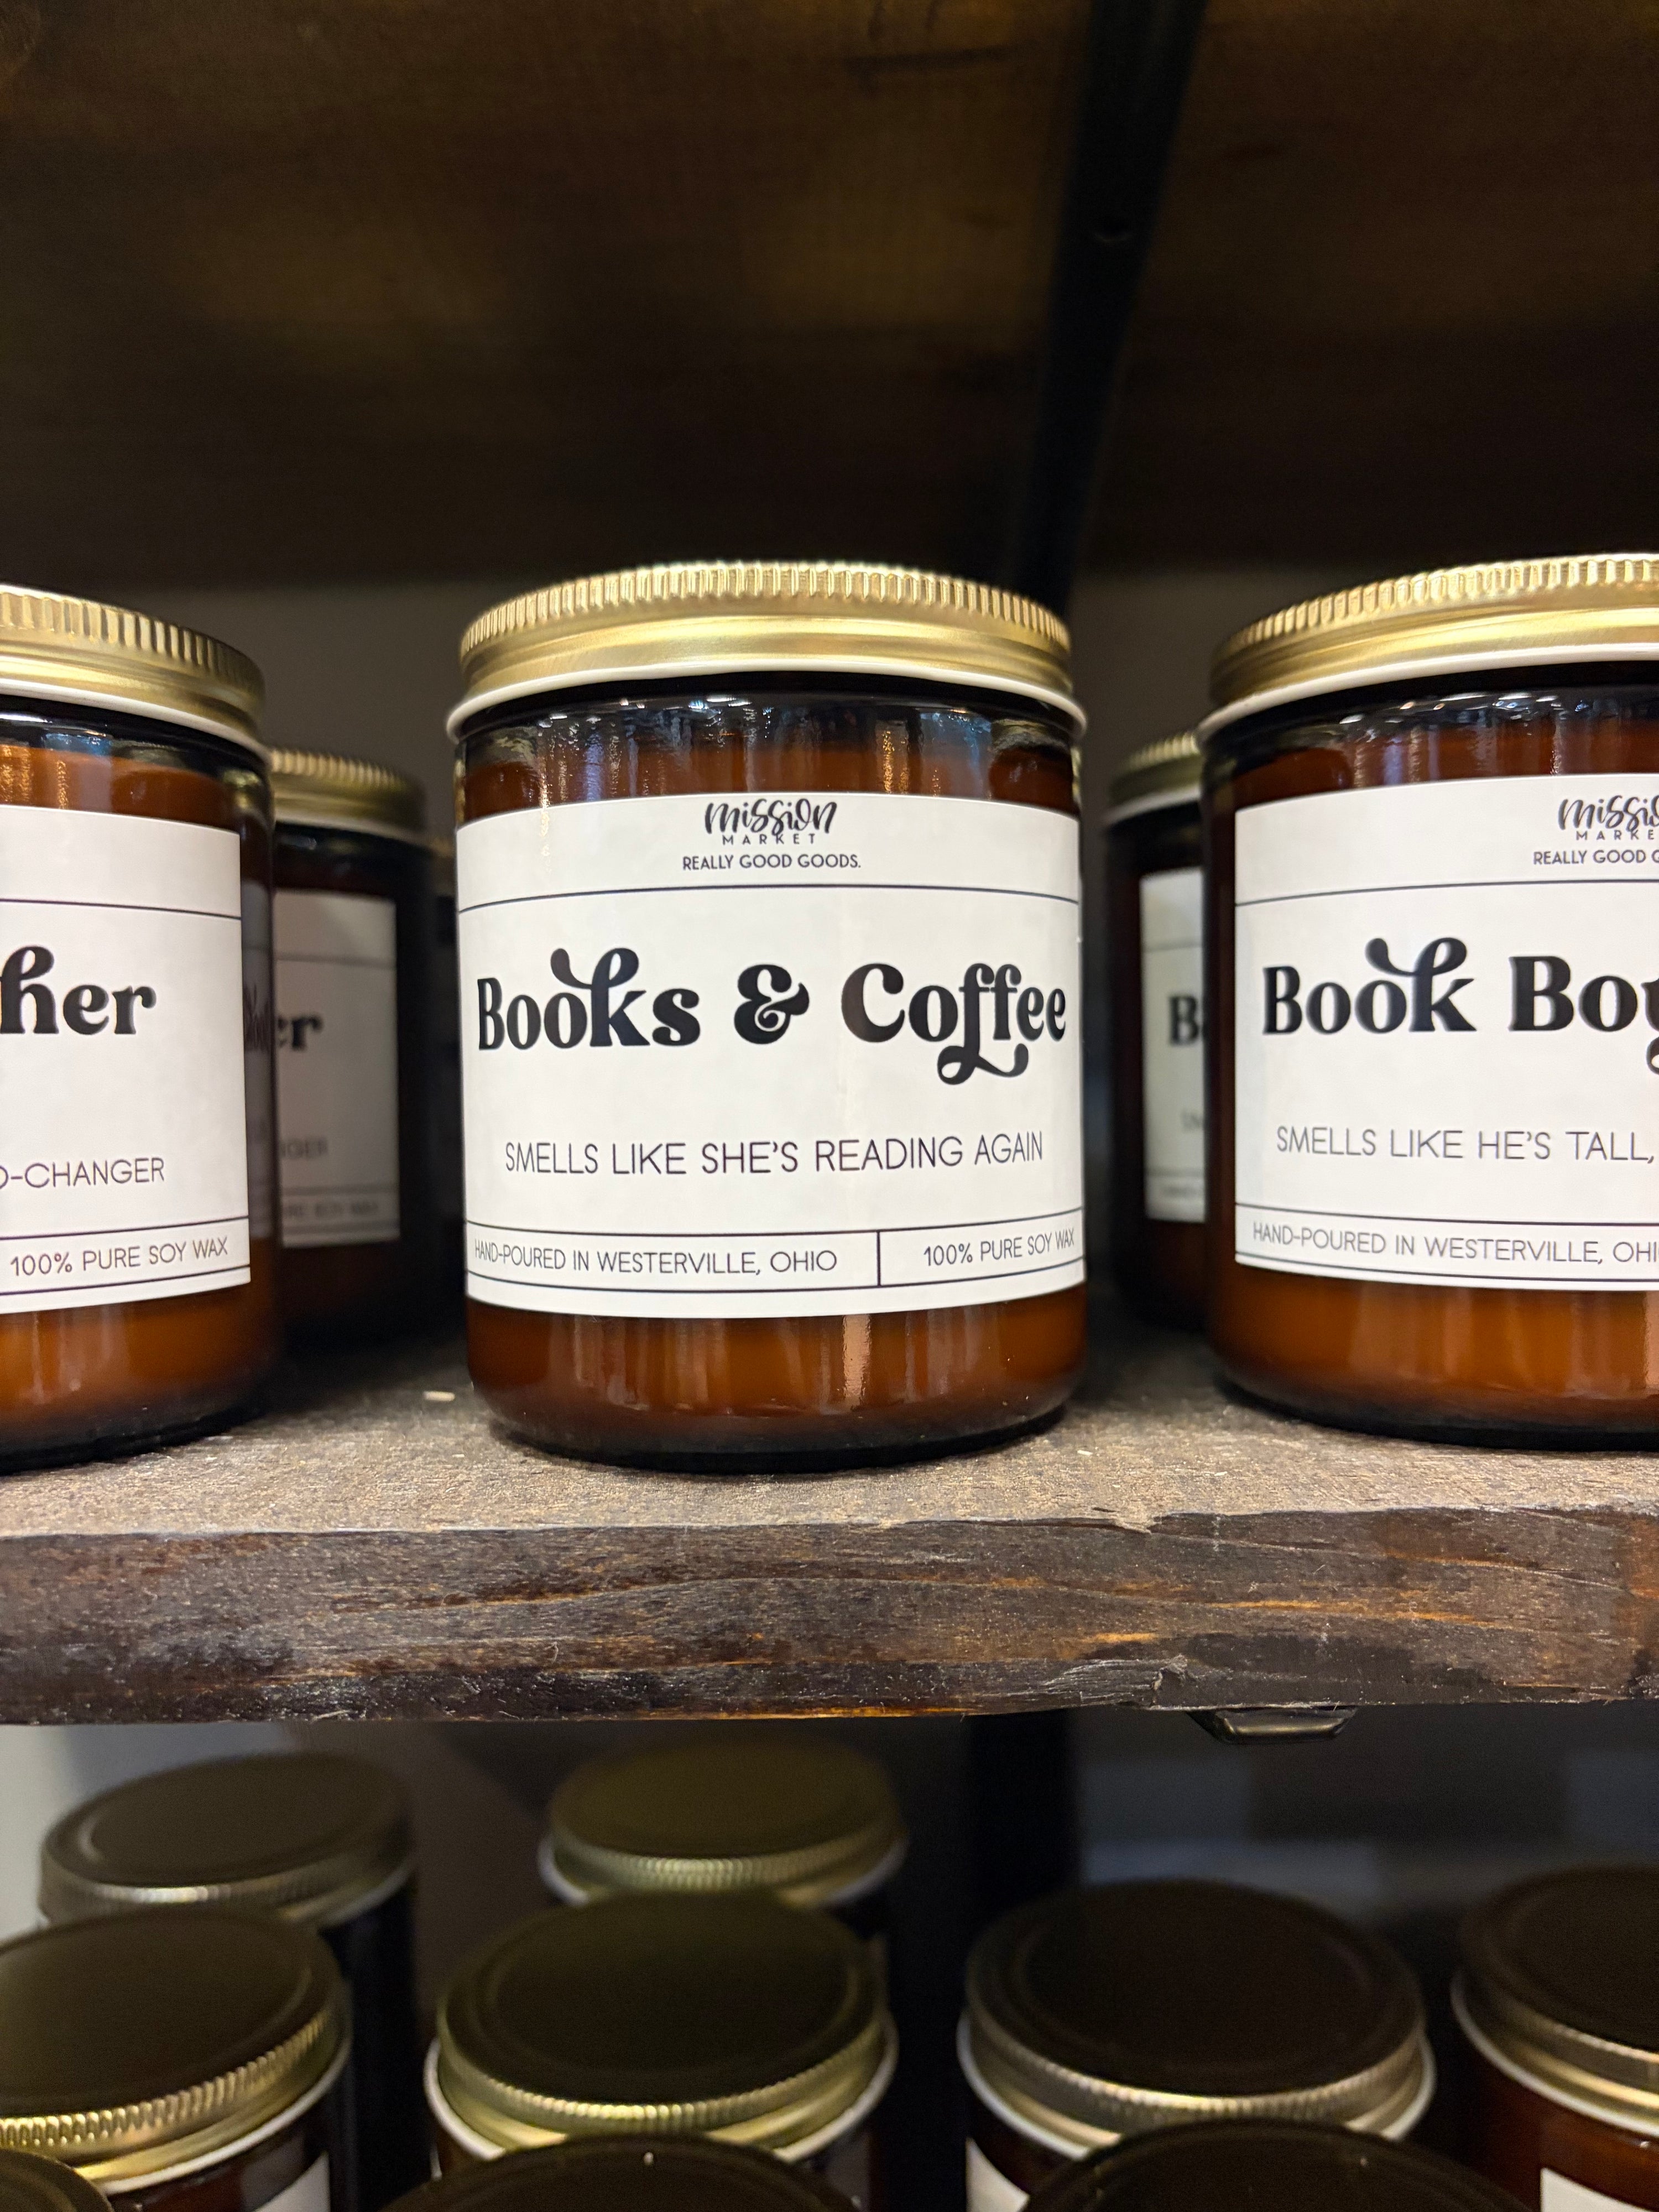 her
O-CHANGER
100% PURE SOY WAX
er
mission
MARKET
REALLY GOOD GOODS.
Books & Coffee
SMELLS LIKE SHE'S READING AGAIN
HAND-POURED IN WESTERVILLE, OHIO
100% PURE SOY WAX
MARKE
REALLY GOOD G
Book Bo
SMELLS LIKE HE'S TALL,
HAND-POURED IN WESTERVILLE, OHI